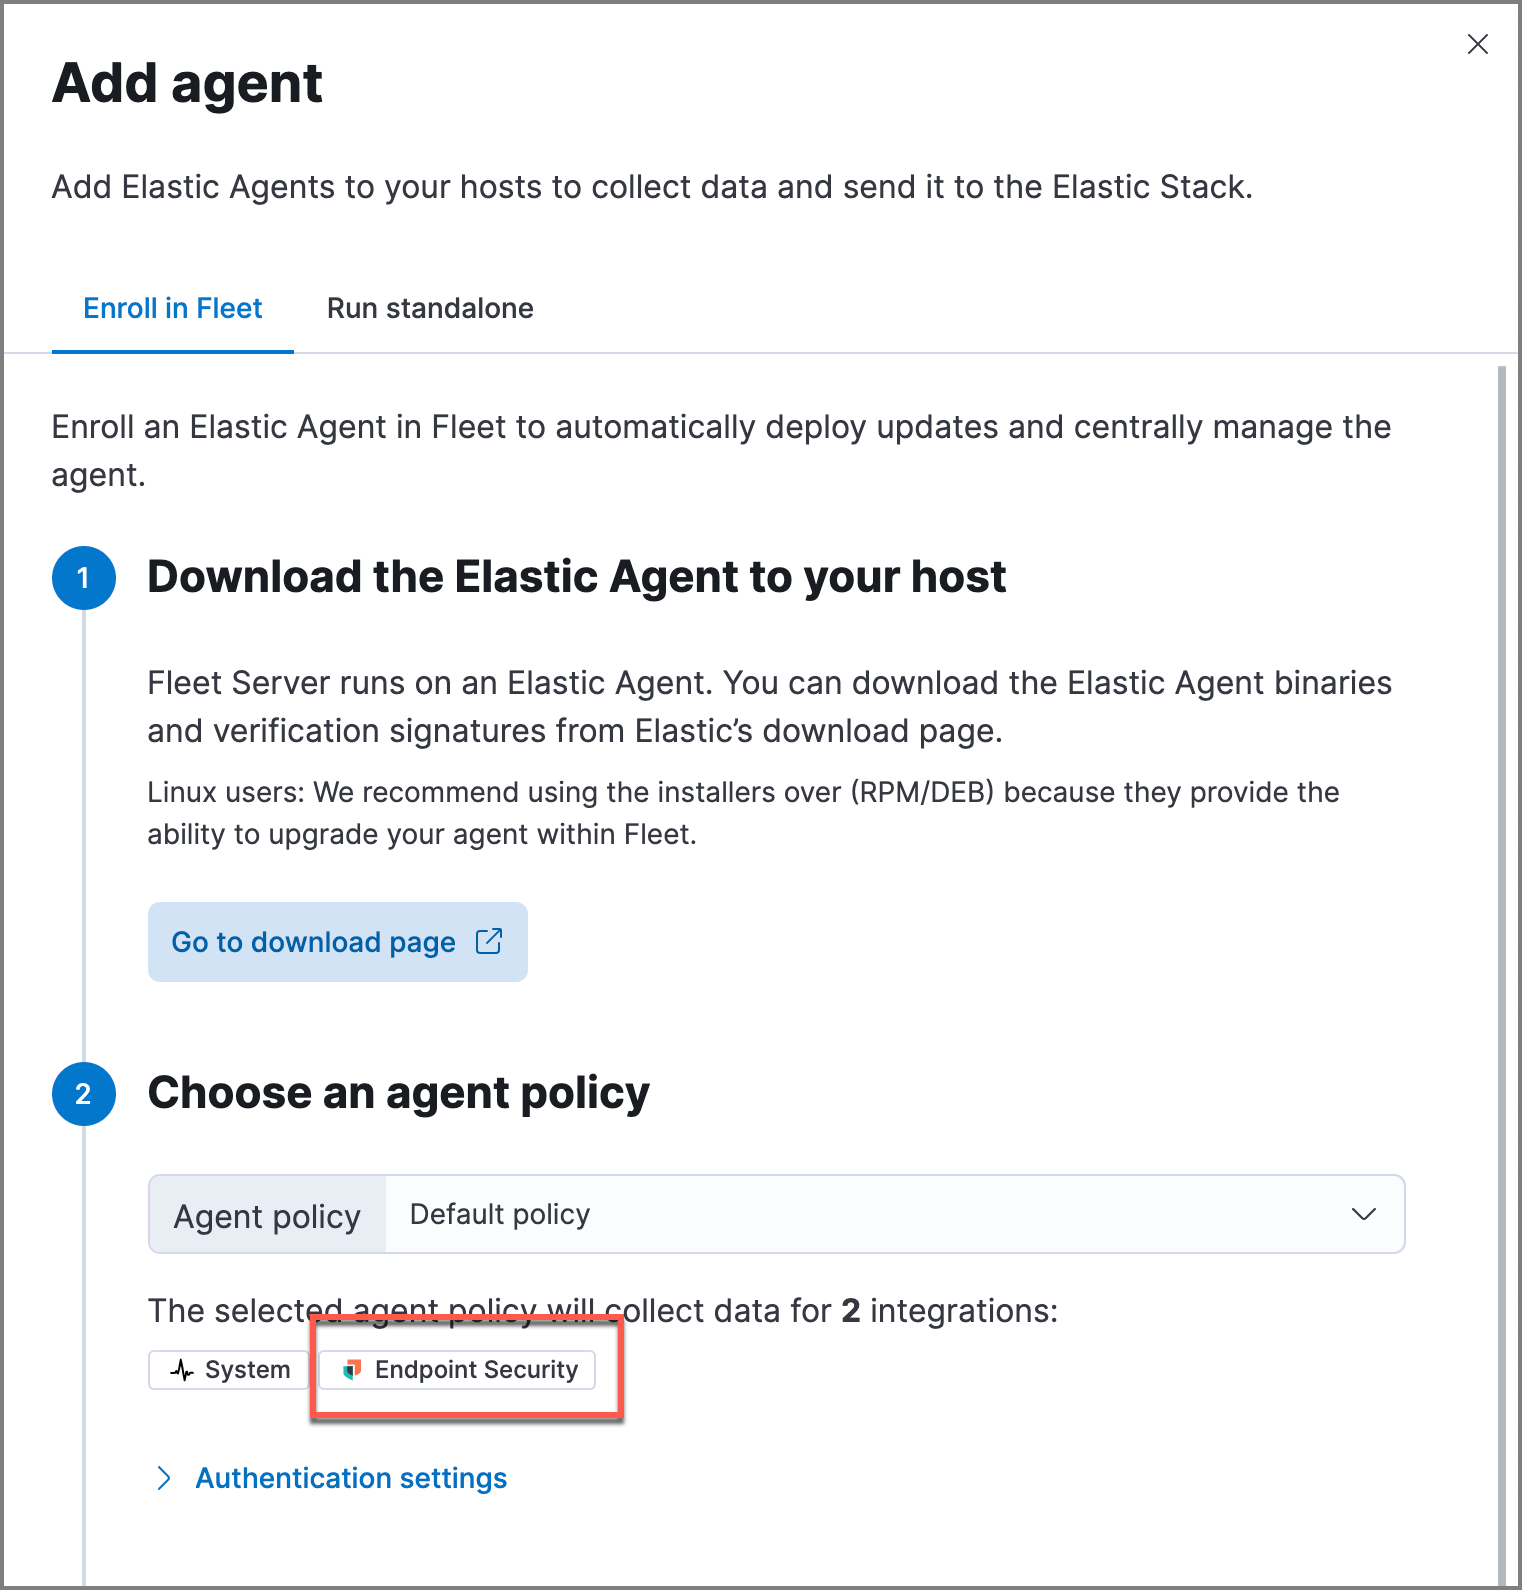 Add agent
Add Elastic Agents to your hosts to collect data and send it to the Elastic Stack.
Enroll in Fleet
Run standalone
Enroll an Elastic Agent in Fleet to automatically deploy updates and centrally manage the
agent.
1
Download the Elastic Agent to your host
Fleet Server runs on an Elastic Agent. You can download the Elastic Agent binaries
and verification signatures from Elastic’s download page.
Linux users: We recommend using the installers over (RPM/DEB) because they provide the
ability to upgrade your agent within Fleet.
Go to download page
2
Choose an agent policy
Agent policy
Default policy
The selected agent policy will collect data for 2 integrations:
System
Endpoint Security
Authentication settings